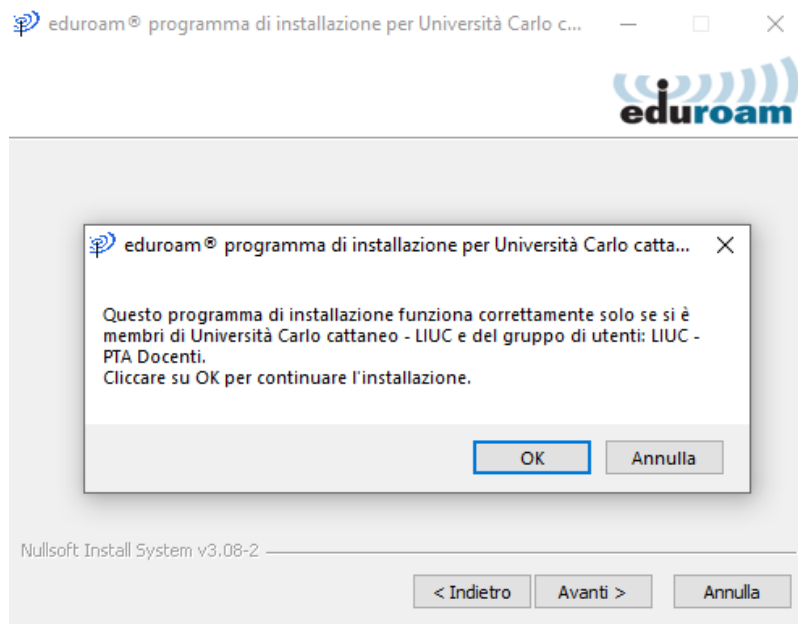 eduroam® programma di installazione per Università Carlo c...
eduroam
eduroam® programma di installazione per Università Carlo catta...
Questo programma di installazione funziona correttamente solo se si è
membri di Università Carlo cattaneo - LIUC e del gruppo di utenti: LIUC -
PTA Docenti.
Cliccare su OK per continuare l'installazione.
OK
Annulla
Nullsoft Install System v3.08-2
< Indietro
Avanti >
Annulla